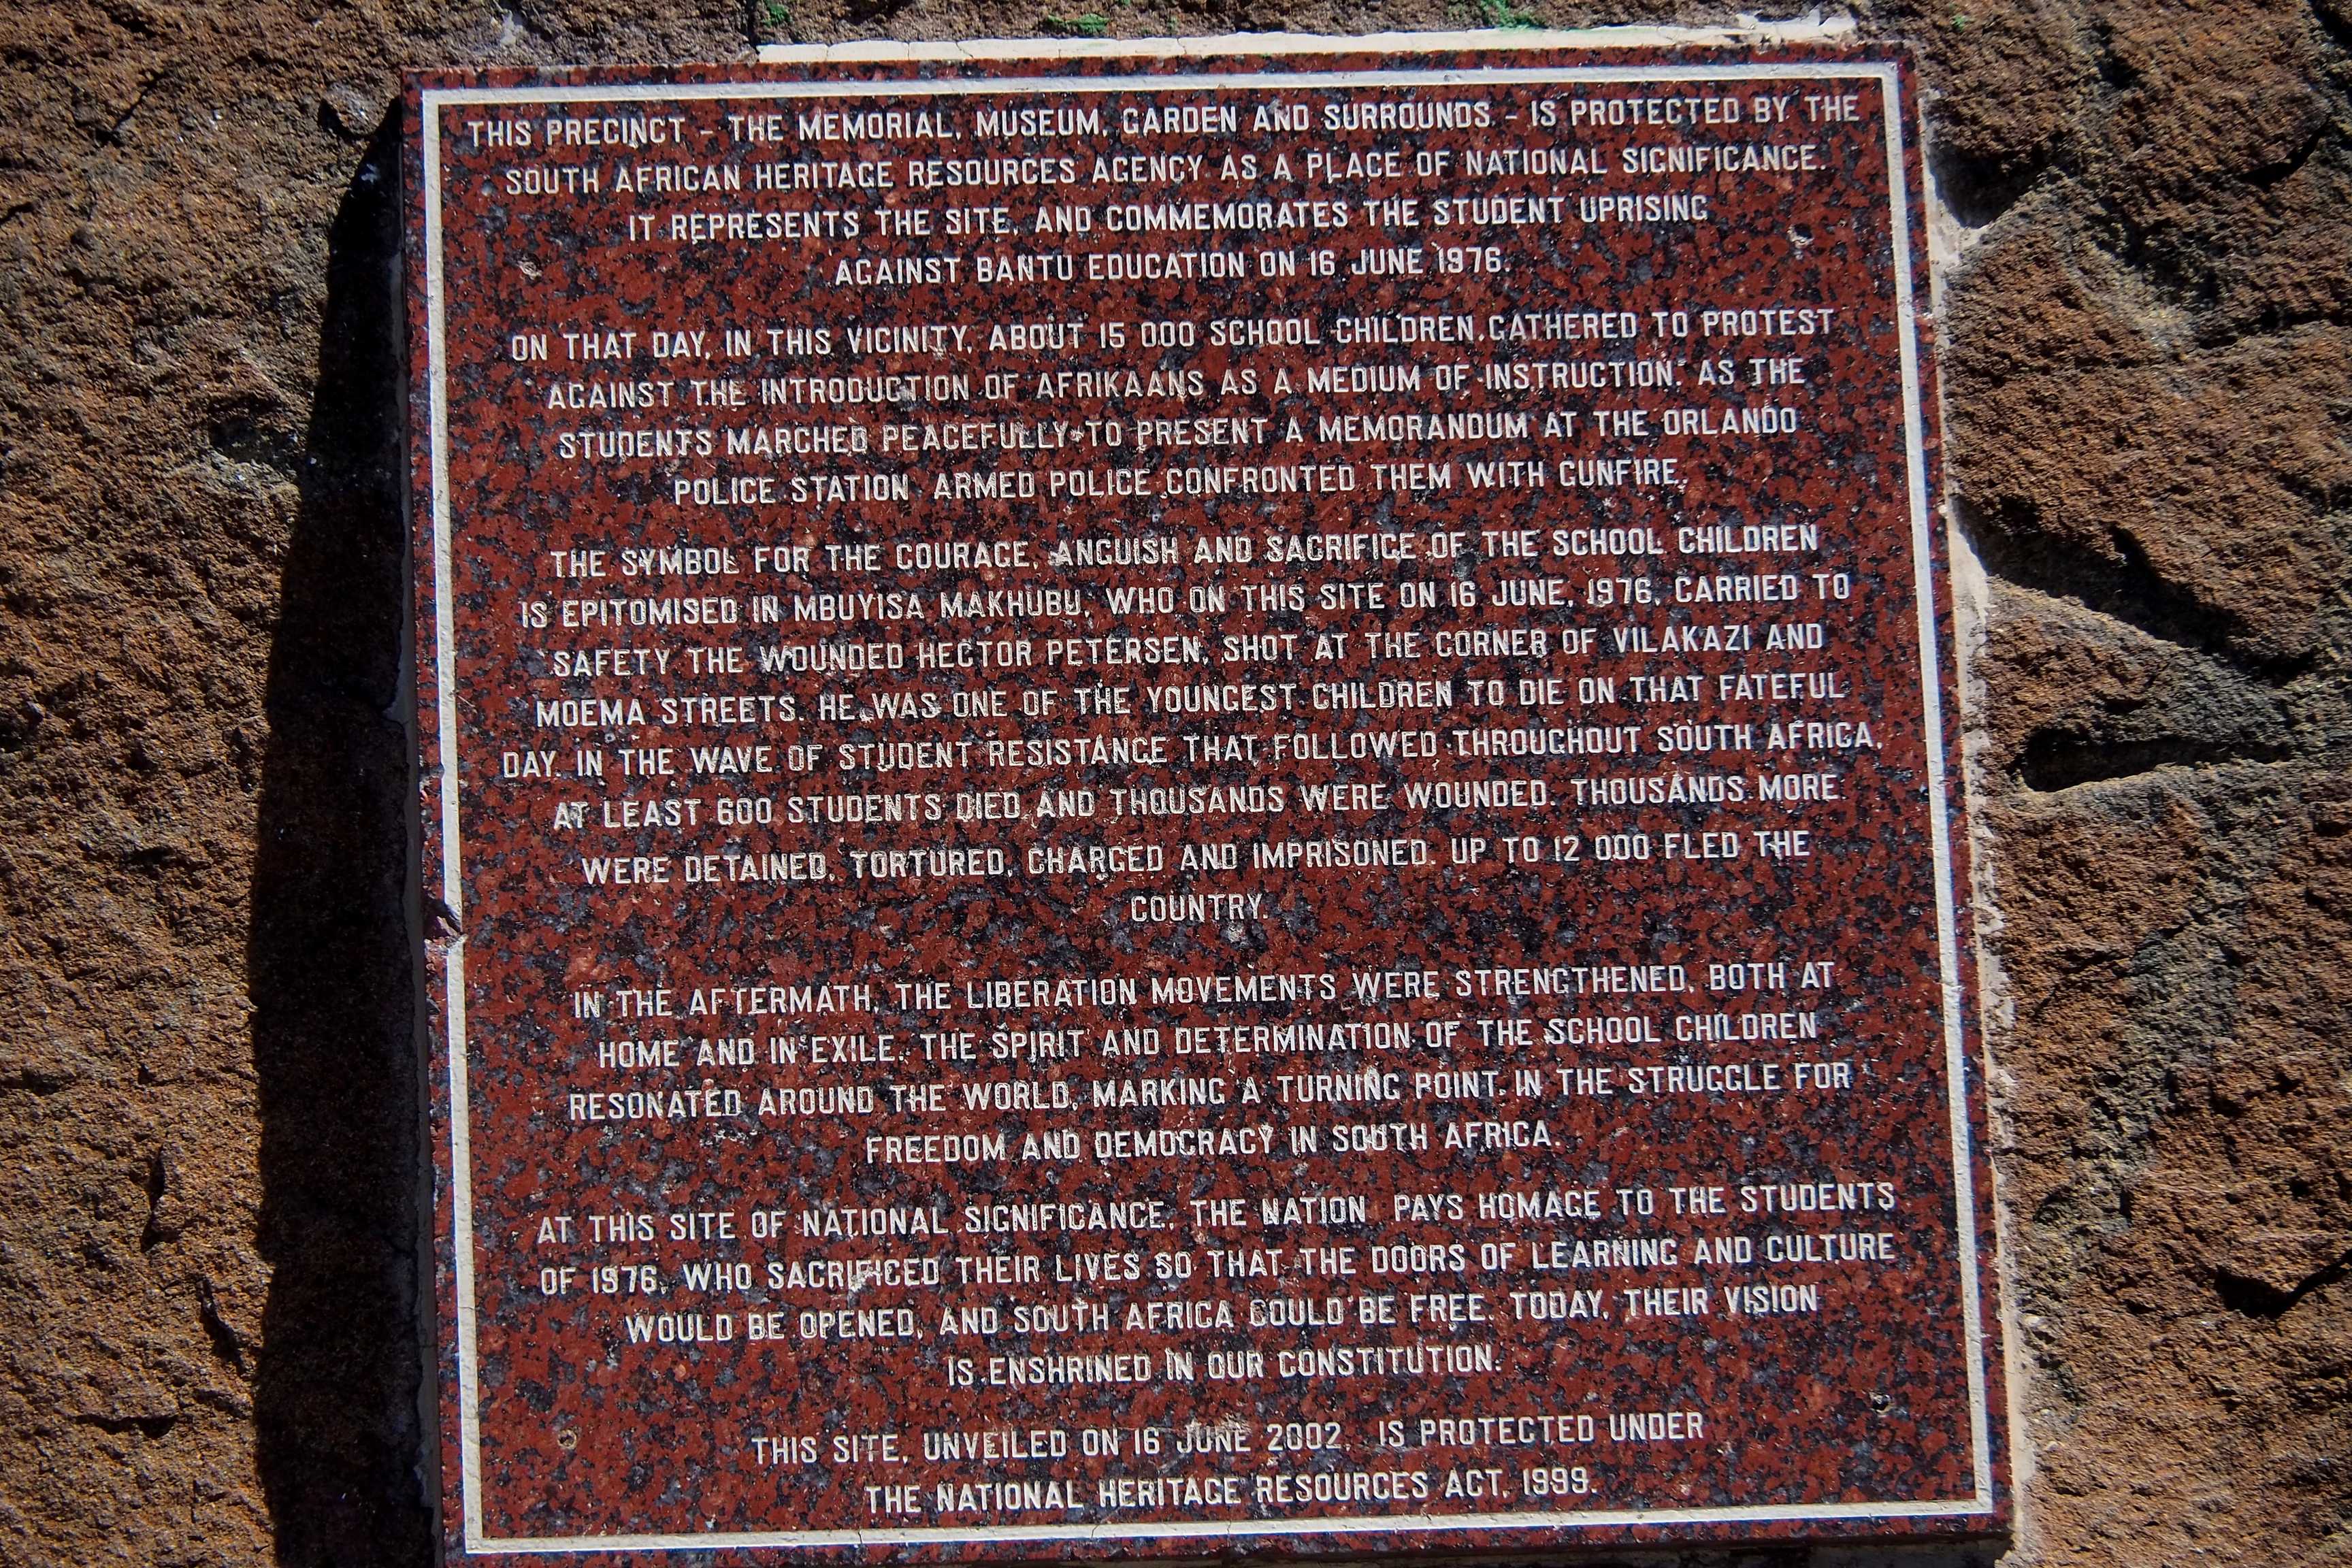 THIS PRECINCT - THE MEMORIAL, MUSEUM, GARDEN AND SURROUNDS - IS PROTECTED BY THE
SOUTH AFRICAN HERITAGE RESOURCES AGENCY AS A PLACE OF NATIONAL SIGNIFICANCE.
IT REPRESENTS THE SITE, AND COMMEMORATES THE STUDENT UPRISING
AGAINST BANTU EDUCATION ON 16 JUNE 1976.
ON THAT DAY, IN THIS VICINITY, ABOUT 15 000 SCHOOL CHILDREN GATHERED TO PROTEST
AGAINST THE INTRODUCTION OF AFRIKAANS AS A MEDIUM OF INSTRUCTION. AS THE
STUDENTS MARCHED PEACEFULLY TO PRESENT A MEMORANDUM AT THE ORLANDO
POLICE STATION ARMED POLICE CONFRONTED THEM WITH GUNFIRE.
THE SYMBOL FOR THE COURAGE, ANGUISH AND SACRIFICE OF THE SCHOOL CHILDREN
IS EPITOMISED IN MBUYISA MAKHUBU, WHO ON THIS SITE ON 16 JUNE, 1976, CARRIED TO
SAFETY THE WOUNDED HECTOR PETERSEN, SHOT AT THE CORNER OF VILAKAZI AND
MOEMA STREETS. HE WAS ONE OF THE YOUNGEST CHILDREN TO DIE ON THAT FATEFUL
DAY. IN THE WAVE OF STUDENT RESISTANCE THAT FOLLOWED THROUGHOUT SOUTH AFRICA,
AT LEAST 600 STUDENTS DIED AND THOUSANDS WERE WOUNDED. THOUSANDS MORE
WERE DETAINED, TORTURED, CHARGED AND IMPRISONED. UP TO 12 000 FLED THE
COUNTRY.
IN THE AFTERMATH, THE LIBERATION MOVEMENTS WERE STRENGTHENED, BOTH AT
HOME AND IN EXILE. THE SPIRIT AND DETERMINATION OF THE SCHOOL CHILDREN
RESONATED AROUND THE WORLD, MARKING A TURNING POINT IN THE STRUGGLE FOR
FREEDOM AND DEMOCRACY IN SOUTH AFRICA.
AT THIS SITE OF NATIONAL SIGNIFICANCE, THE NATION PAYS HOMAGE TO THE STUDENTS
OF 1976, WHO SACRIFICED THEIR LIVES SO THAT THE DOORS OF LEARNING AND CULTURE
WOULD BE OPENED, AND SOUTH AFRICA COULD BE FREE. TODAY, THEIR VISION
IS ENSHRINED IN OUR CONSTITUTION.
THIS SITE, UNVEILED ON 16 JUNE 2002, IS PROTECTED UNDER
THE NATIONAL HERITAGE RESOURCES ACT, 1999.